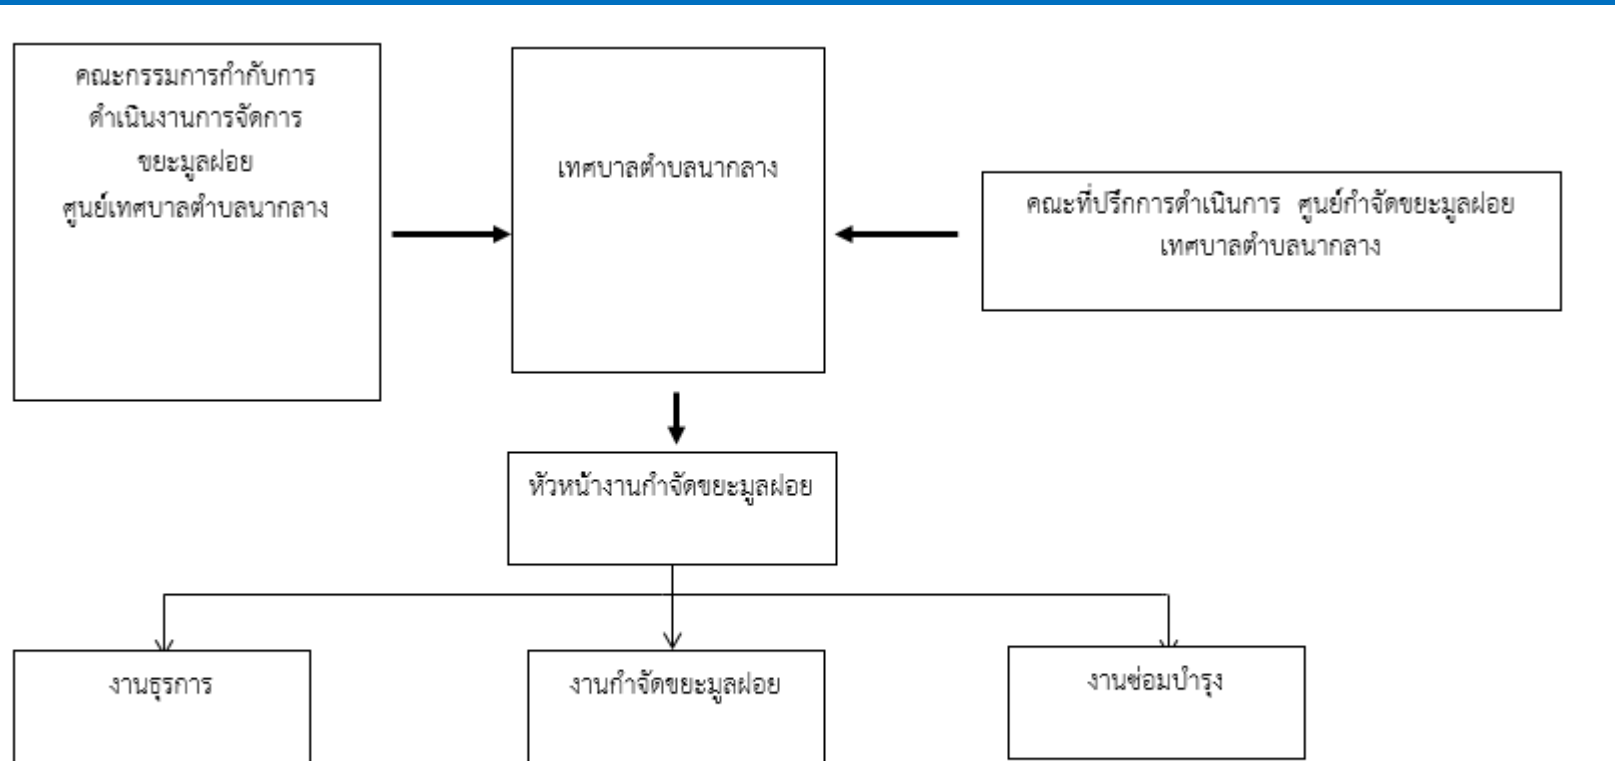 คณะกรรมการกำกับการ
ดำเนินงานการจัดการ
ขยะมูลฝอย
ศูนย์เทศบาลตำบลนากลาง
เทศบาลตำบลนากลาง
คณะที่ปรึกการดำเนินการ ศูนย์กำจัดขยะมูลฝอย
เทศบาลตำบลนากลาง
หัวหน้างานกำจัดขยะมูลฝอย
งานธุรการ
งานกำจัดขยะมูลฝอย
งานซ่อมบำรุง